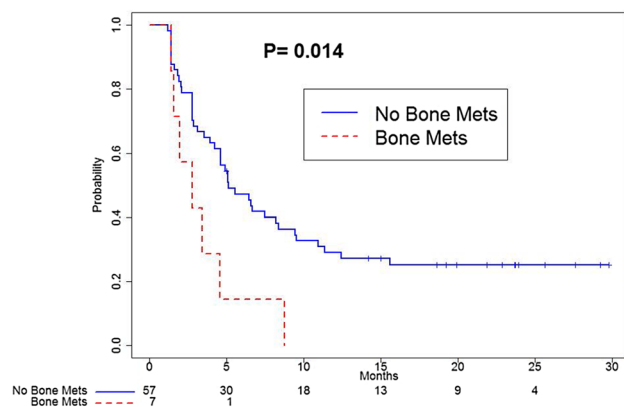 P= 0.014
No Bone Mets
Bone Mets
Probability
1.0
0.8
0.6
0.4
0.2
0.0
0 5 10 15 20 25 30
Months
No Bone Mets 57 30 18 13 9 4
Bone Mets 7 1